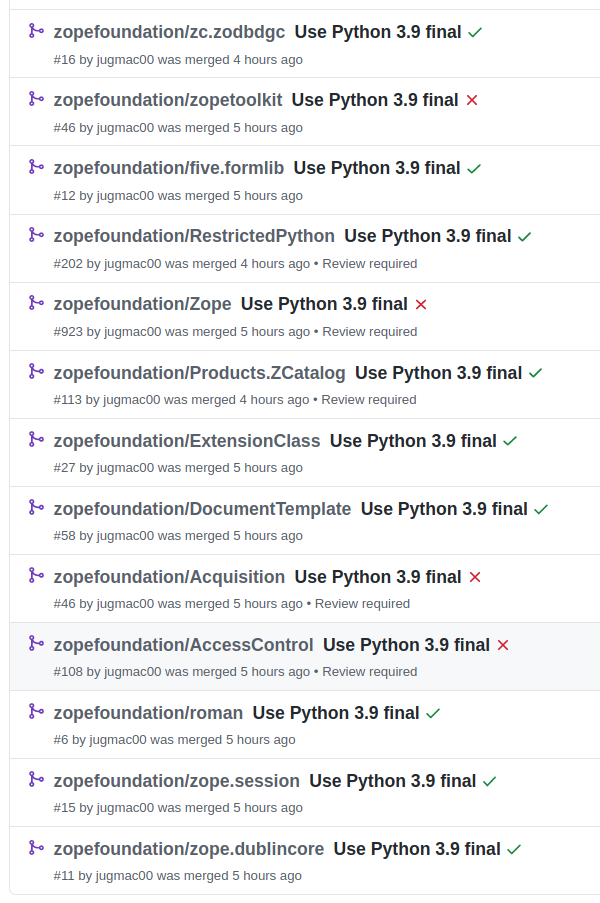 zopefoundation/zc.zodbdgc Use Python 3.9 final
#16 by jugmac00 was merged 4 hours ago
zopefoundation/zopetoolkit Use Python 3.9 final
#46 by jugmac00 was merged 5 hours ago
zopefoundation/five.formlib Use Python 3.9 final
#12 by jugmac00 was merged 5 hours ago
zopefoundation/RestrictedPython Use Python 3.9 final
#202 by jugmac00 was merged 4 hours ago • Review required
zopefoundation/Zope Use Python 3.9 final
#923 by jugmac00 was merged 5 hours ago • Review required
zopefoundation/Products.ZCatalog Use Python 3.9 final
#113 by jugmac00 was merged 4 hours ago • Review required
zopefoundation/ExtensionClass Use Python 3.9 final
#27 by jugmac00 was merged 5 hours ago
zopefoundation/DocumentTemplate Use Python 3.9 final
#58 by jugmac00 was merged 5 hours ago
zopefoundation/Acquisition Use Python 3.9 final
#46 by jugmac00 was merged 5 hours ago • Review required
zopefoundation/AccessControl Use Python 3.9 final
#108 by jugmac00 was merged 5 hours ago • Review required
zopefoundation/roman Use Python 3.9 final
#6 by jugmac00 was merged 5 hours ago
zopefoundation/zope.session Use Python 3.9 final
#15 by jugmac00 was merged 5 hours ago
zopefoundation/zope.dublincore Use Python 3.9 final
#11 by jugmac00 was merged 5 hours ago